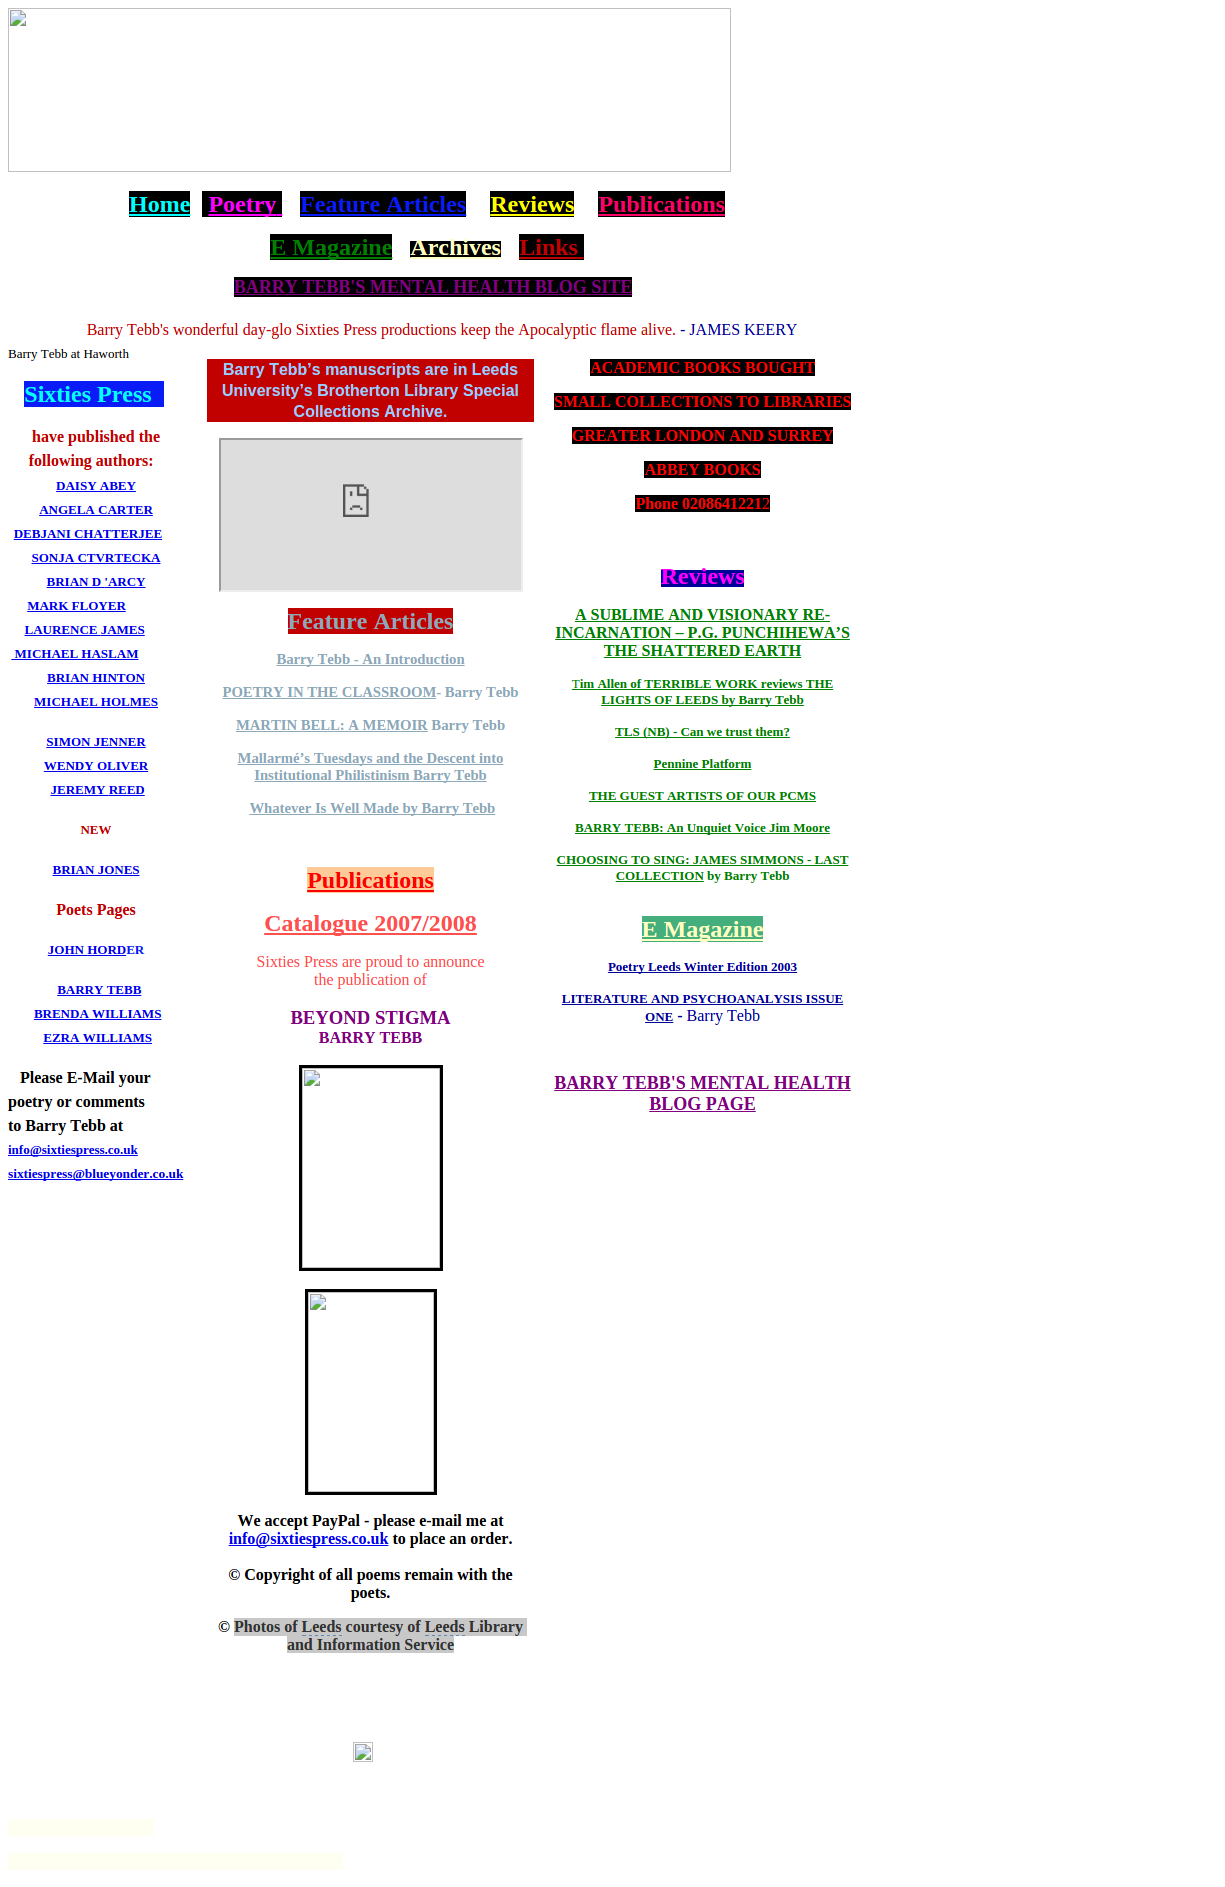 Home Poetry Feature Articles Reviews Publications
E Magazine Archives Links
BARRY TEBB'S MENTAL HEALTH BLOG SITE
Barry Tebb's wonderful day-glo Sixties Press productions keep the Apocalyptic flame alive. - JAMES KEERY
Barry Tebb at Haworth
Sixties Press
have published the
following authors:
DAISY ABEY
ANGELA CARTER
DEBJANI CHATTERJEE
SONJA CTVRTECKA
BRIAN D 'ARCY
MARK FLOYER
LAURENCE JAMES
MICHAEL HASLAM
BRIAN HINTON
MICHAEL HOLMES
SIMON JENNER
WENDY OLIVER
JEREMY REED
NEW
BRIAN JONES
Poets Pages
JOHN HORDER
BARRY TEBB
BRENDA WILLIAMS
EZRA WILLIAMS
Please E-Mail your
poetry or comments
to Barry Tebb at
info@sixtiespress.co.uk
sixtiespress@blueyonder.co.uk
Barry Tebb’s manuscripts are in Leeds
University’s Brotherton Library Special
Collections Archive.
Feature Articles
Barry Tebb - An Introduction
POETRY IN THE CLASSROOM- Barry Tebb
MARTIN BELL: A MEMOIR Barry Tebb
Mallarmé’s Tuesdays and the Descent into
Institutional Philistinism Barry Tebb
Whatever Is Well Made by Barry Tebb
Publications
Catalogue 2007/2008
Sixties Press are proud to announce
the publication of
BEYOND STIGMA
BARRY TEBB
We accept PayPal - please e-mail me at
info@sixtiespress.co.uk to place an order.
© Copyright of all poems remain with the
poets.
© Photos of Leeds courtesy of Leeds Library
and Information Service
ACADEMIC BOOKS BOUGHT
SMALL COLLECTIONS TO LIBRARIES
GREATER LONDON AND SURREY
ABBEY BOOKS
Phone 02086412212
Reviews
A SUBLIME AND VISIONARY RE-
INCARNATION – P.G. PUNCHIHEWA’S
THE SHATTERED EARTH
Tim Allen of TERRIBLE WORK reviews THE
LIGHTS OF LEEDS by Barry Tebb
TLS (NB) - Can we trust them?
Pennine Platform
THE GUEST ARTISTS OF OUR PCMS
BARRY TEBB: An Unquiet Voice Jim Moore
CHOOSING TO SING: JAMES SIMMONS - LAST
COLLECTION by Barry Tebb
E Magazine
Poetry Leeds Winter Edition 2003
LITERATURE AND PSYCHOANALYSIS ISSUE
ONE - Barry Tebb
BARRY TEBB'S MENTAL HEALTH
BLOG PAGE